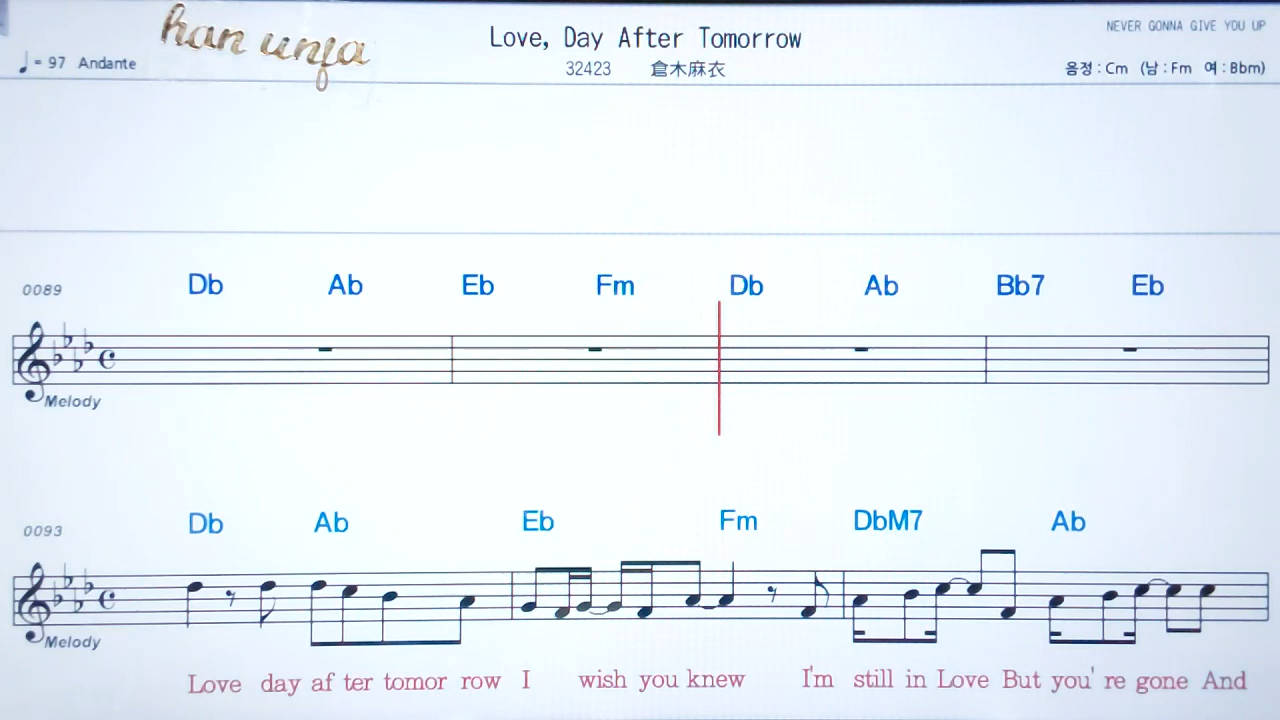 han unfa
Love, Day After Tomorrow
NEVER GONNA GIVE YOU UP
♩= 97 Andante
32423 倉木麻衣
음정 : Cm (남 : Fm 여 : Bbm)
0089 Db Ab Eb Fm Db Ab Bb7 Eb
Melody
0093 Db Ab Eb Fm DbM7 Ab
Melody
Love day af ter tomor row I wish you knew I'm still in Love But you' re gone And